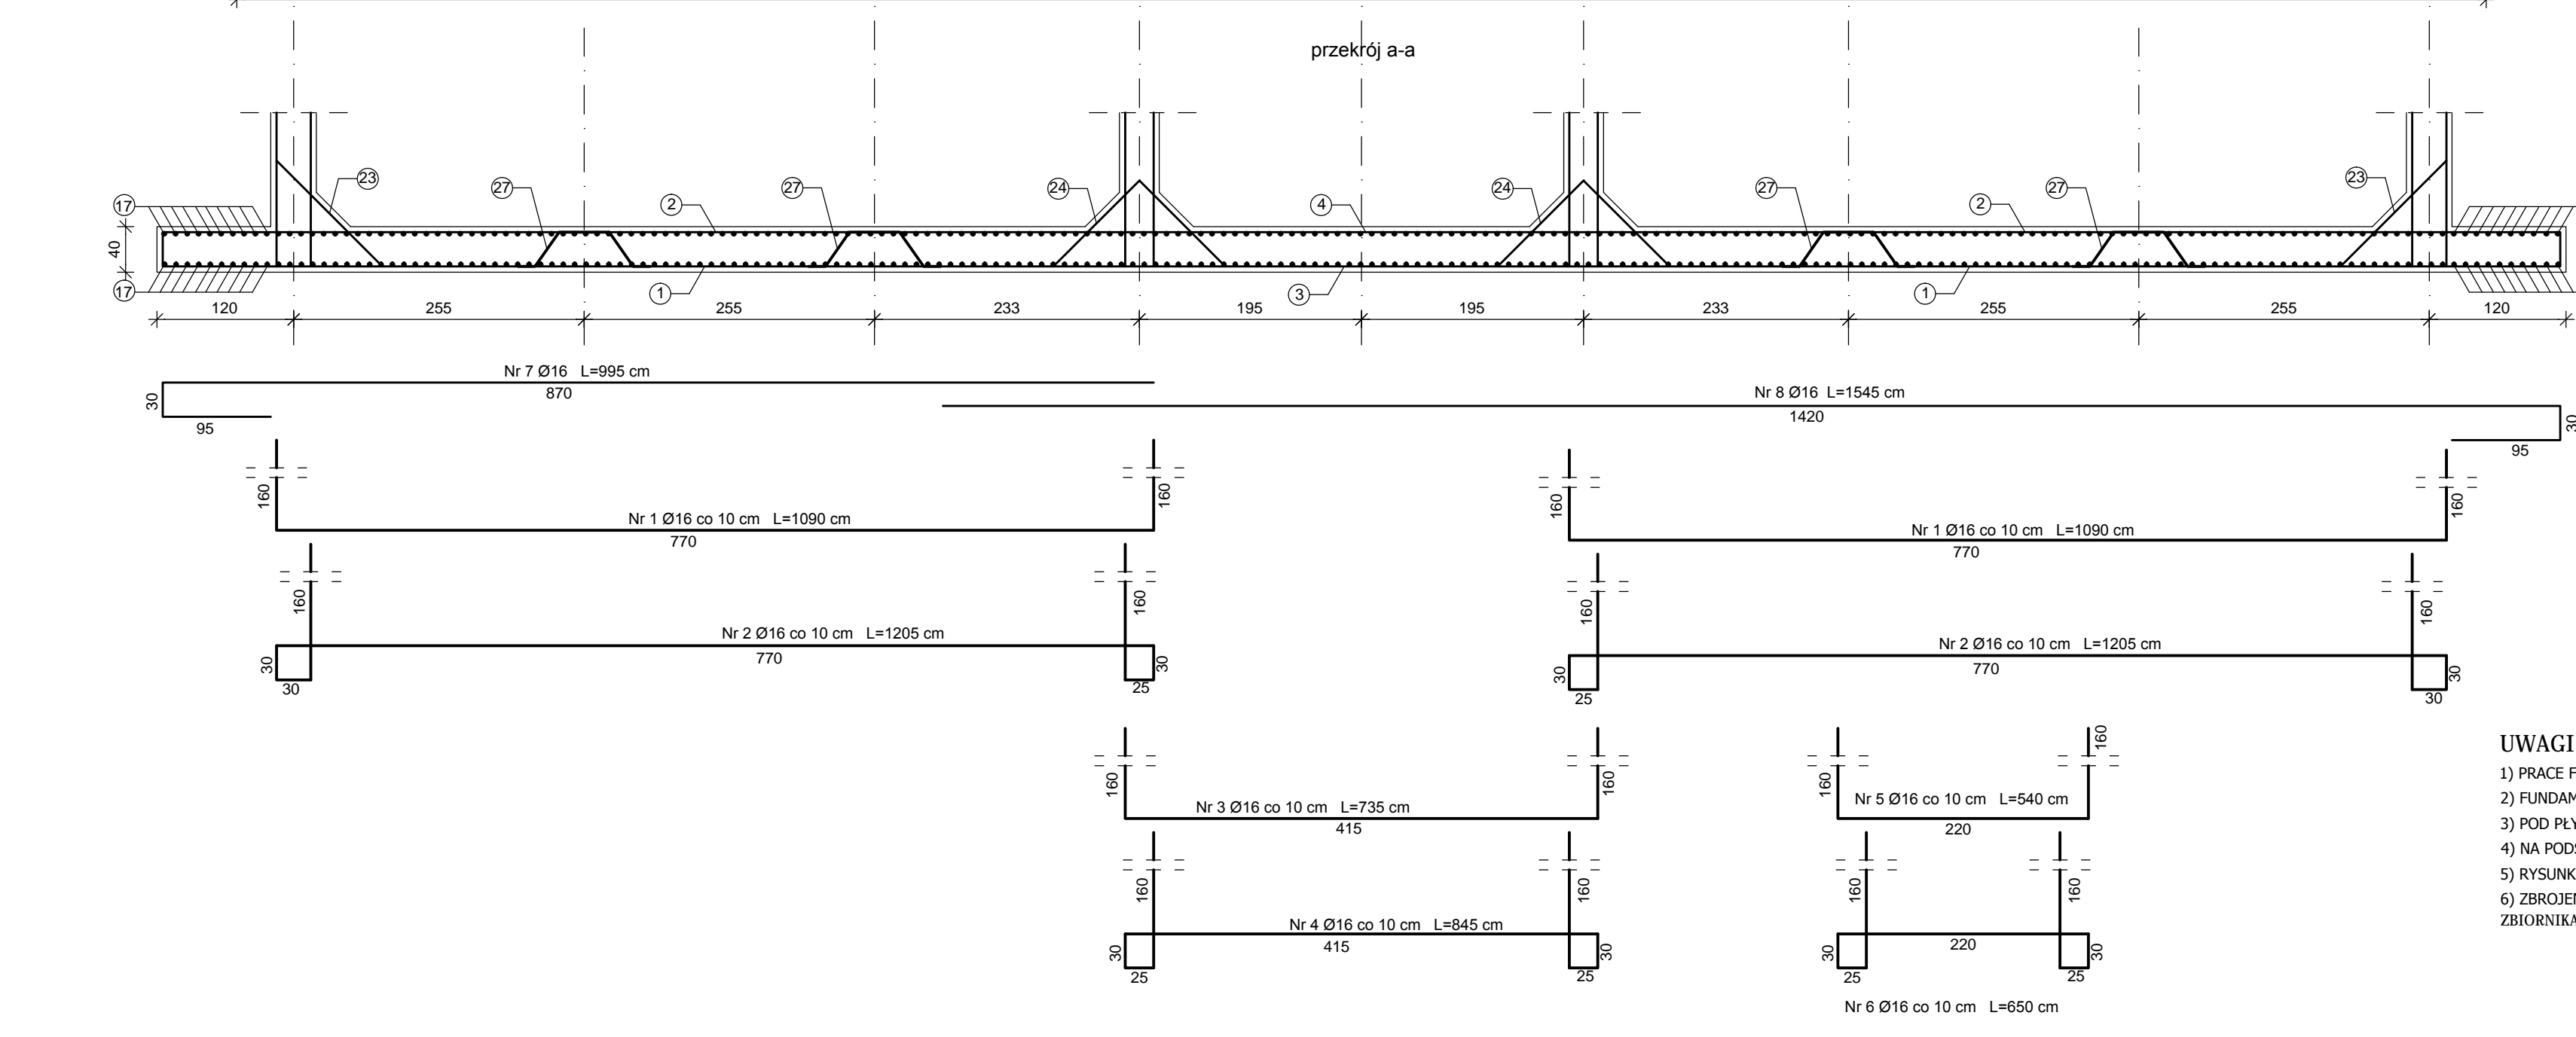 przekrój a-a
23 27 2 27 24 4 24 27 2 27 23
17
40
17
1 3 1
120 255 255 233 195 195 233 255 255 120
Nr 7 Ø16 L=995 cm
870
30
95
Nr 8 Ø16 L=1545 cm
1420
30
95
160 160
Nr 1 Ø16 co 10 cm L=1090 cm
770
160 160
Nr 1 Ø16 co 10 cm L=1090 cm
770
160 160
Nr 2 Ø16 co 10 cm L=1205 cm
770
30 30
30 25
160 160
Nr 2 Ø16 co 10 cm L=1205 cm
770
30 30
25 30
160 160
Nr 3 Ø16 co 10 cm L=735 cm
415
160 160
Nr 5 Ø16 co 10 cm L=540 cm
220
160 160
Nr 4 Ø16 co 10 cm L=845 cm
415
30 30
25 25
160 160
220
30 30
25 25
Nr 6 Ø16 co 10 cm L=650 cm
UWAGI
1) PRACE F
2) FUNDAM
3) POD PŁY
4) NA PODS
5) RYSUNK
6) ZBROJEN
ZBIORNIKA